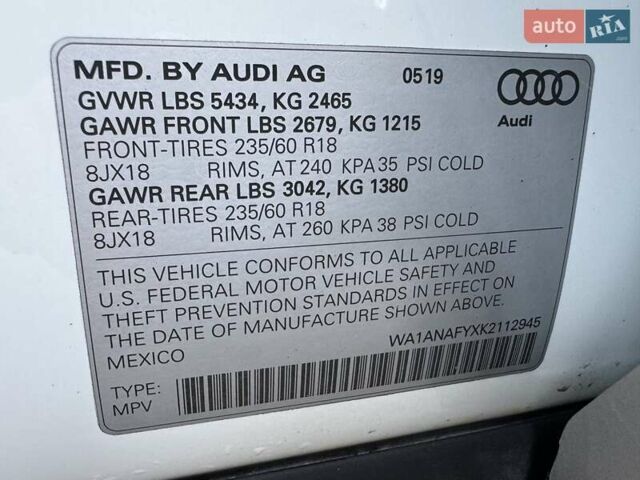 auto RIA .com
MFD. BY AUDI AG 0519
GVWR LBS 5434, KG 2465
GAWR FRONT LBS 2679, KG 1215
FRONT-TIRES 235/60 R18
8JX18 RIMS, AT 240 KPA 35 PSI COLD
GAWR REAR LBS 3042, KG 1380
REAR-TIRES 235/60 R18
8JX18 RIMS, AT 260 KPA 38 PSI COLD
Audi
THIS VEHICLE CONFORMS TO ALL APPLICABLE
U.S. FEDERAL MOTOR VEHICLE SAFETY AND
THEFT PREVENTION STANDARDS IN EFFECT ON
THE DATE OF MANUFACTURE SHOWN ABOVE.
MEXICO WA1ANAFYXK2112945
TYPE:
MPV